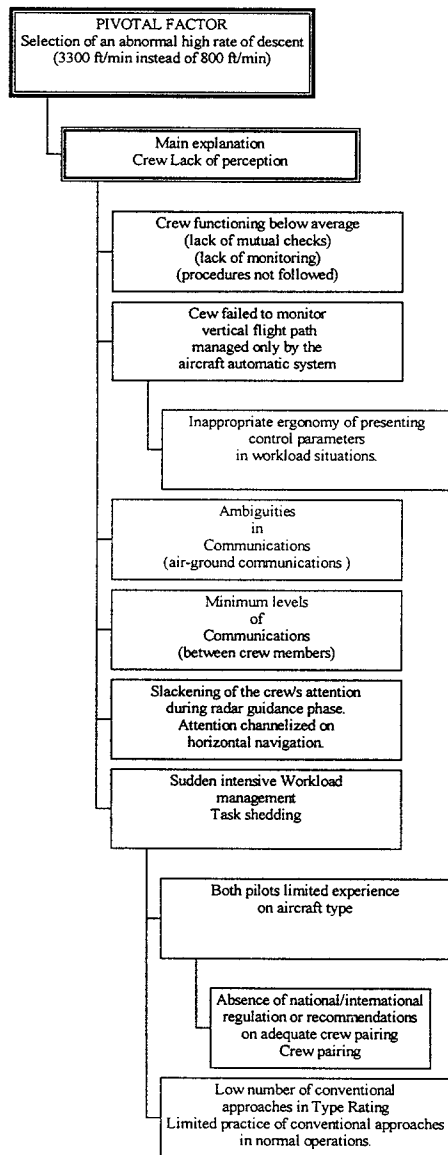 PIVOTAL FACTOR
Selection of an abnormal high rate of descent
(3300 ft/min instead of 800 ft/min)
Main explanation
Crew Lack of perception
Crew functioning below average
(lack of mutual checks)
(lack of monitoring)
(procedures not followed)
Cew failed to monitor
vertical flight path
managed only by the
aircraft automatic system
Inappropriate ergonomy of presenting
control parameters
in workload situations.
Ambiguities
in
Communications
(air-ground communications )
Minimum levels
of
Communications
(between crew members)
Slackening of the crew's attention
during radar guidance phase.
Attention channelized on
horizontal navigation.
Sudden intensive Workload
management
Task shedding
Both pilots limited experience
on aircraft type
Absence of national/international
regulation or recommendations
on adequate crew pairing
Crew pairing
Low number of conventional
approaches in Type Rating
Limited practice of conventional approaches
in normal operations.